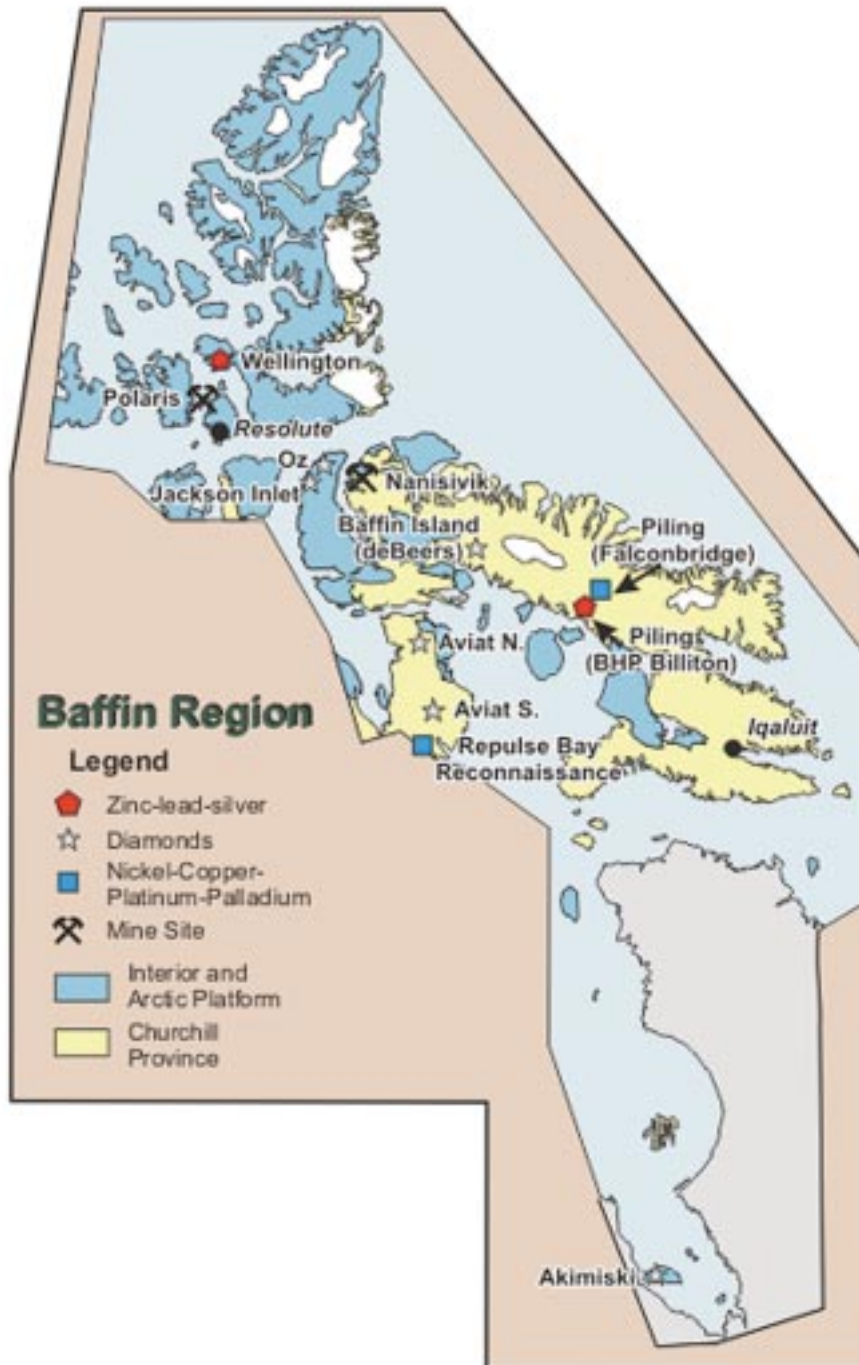 Wellington
Polaris
Resolute
Oz
Jackson Inlet
Nanisivik
Baffin Island
(deBeers)
Piling
(Falconbridge)
Pilings
(BHP Billiton)
Aviat N.
Aviat S.
Iqaluit
Repulse Bay
Reconnaissance
Baffin Region
Legend
Zinc-lead-silver
Diamonds
Nickel-Copper-
Platinum-Palladium
Mine Site
Interior and
Arctic Platform
Churchill
Province
Akimiski